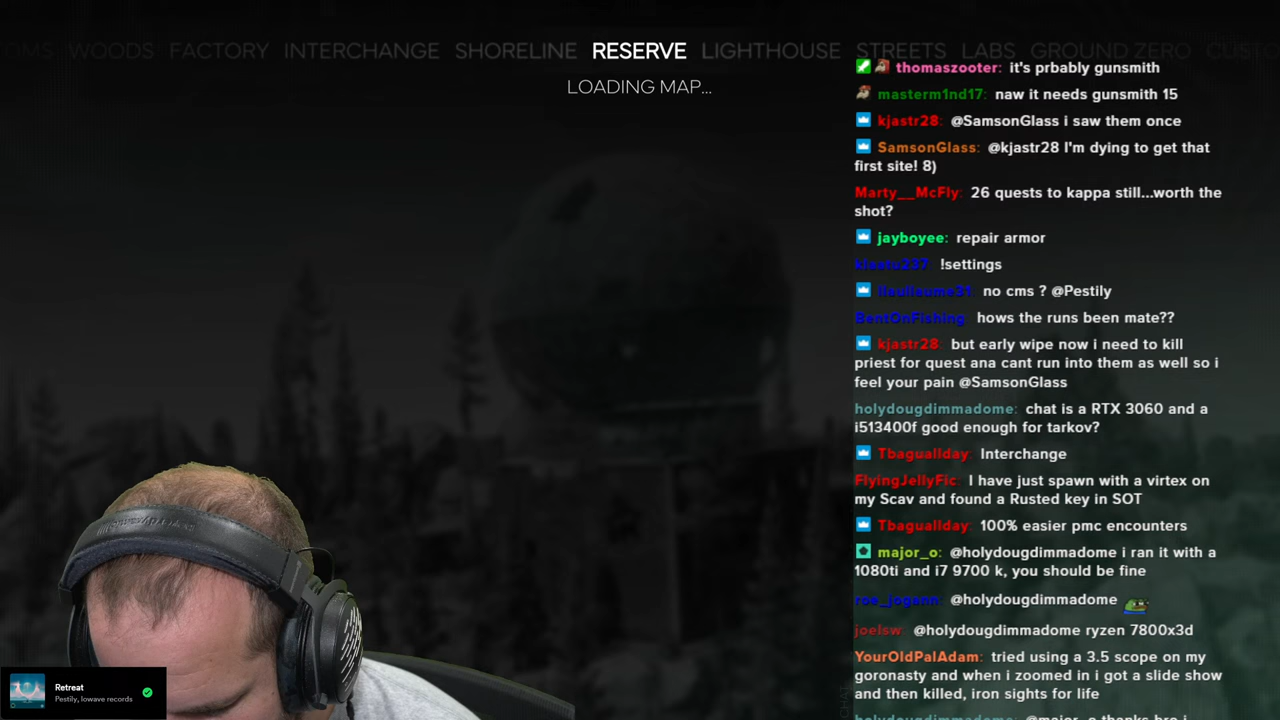 OMS WOODS FACTORY INTERCHANGE SHORELINE RESERVE LIGHTHOUSE STREETS LABS GROUND ZERO CUSTO
LOADING MAP...
thomaszooter: it's prbably gunsmith
masterm1nd17: naw it needs gunsmith 15
kjastr28: @SamsonGlass i saw them once
SamsonGlass: @kjastr28 I'm dying to get that
first site! 8)
Marty__McFly: 26 quests to kappa still...worth the
shot?
jayboyee: repair armor
klaatu237 !settings
no cms ? @Pestily
BentOnFishing: hows the runs been mate??
kjastr28: but early wipe now i need to kill
priest for quest ana cant run into them as well so i
feel your pain @SamsonGlass
holydougdimmadome: chat is a RTX 3060 and a
i513400f good enough for tarkov?
Tbaguallday: Interchange
FlyingJellyFic: I have just spawn with a virtex on
my Scav and found a Rusted key in SOT
Tbaguallday: 100% easier pmc encounters
major_o: @holydougdimmadome i ran it with a
1080ti and i7 9700 k, you should be fine
roe_jogann: @holydougdimmadome
joelsw: @holydougdimmadome ryzen 7800x3d
YourOldPalAdam: tried using a 3.5 scope on my
goronasty and when i zoomed in i got a slide show
and then killed, iron sights for life
Retreat
Pestily, lowave records